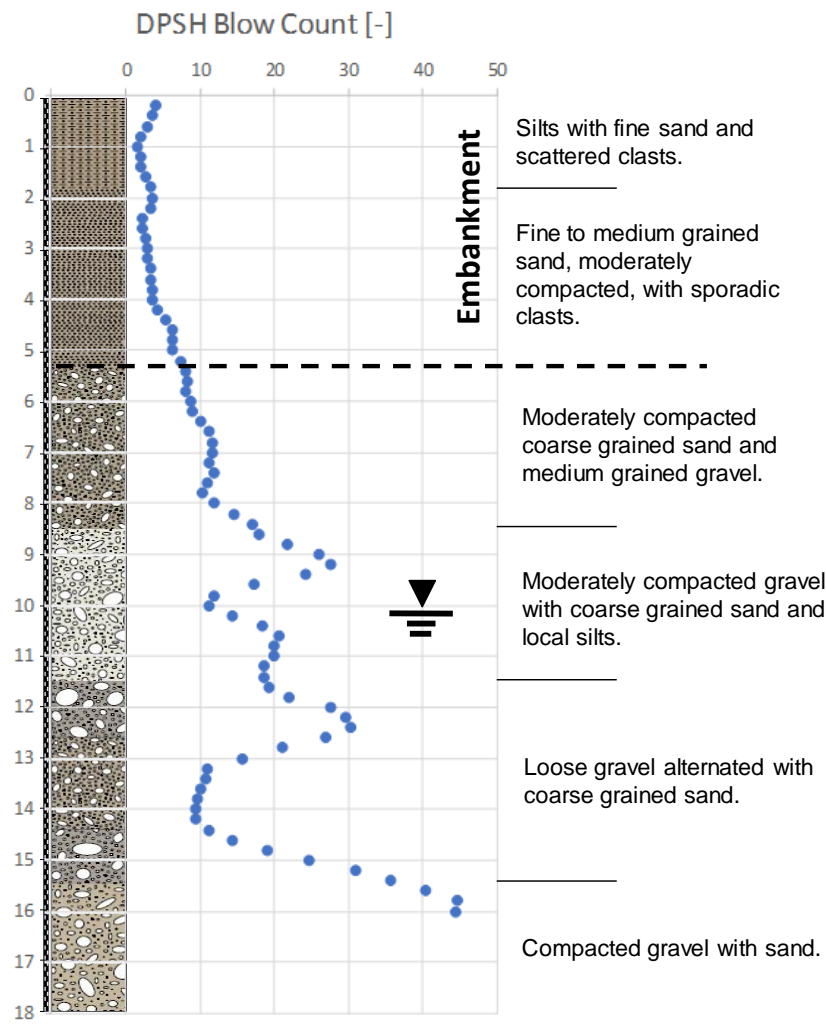 DPSH Blow Count [-]
0 10 20 30 40 50
0
1
2
3
4
5
6
7
8
9
10
11
12
13
14
15
16
17
18
Embankment
Silts with fine sand and
scattered clasts.
Fine to medium grained
sand, moderately
compacted, with sporadic
clasts.
Moderately compacted
coarse grained sand and
medium grained gravel.
Moderately compacted gravel
with coarse grained sand and
local silts.
Loose gravel alternated with
coarse grained sand.
Compacted gravel with sand.